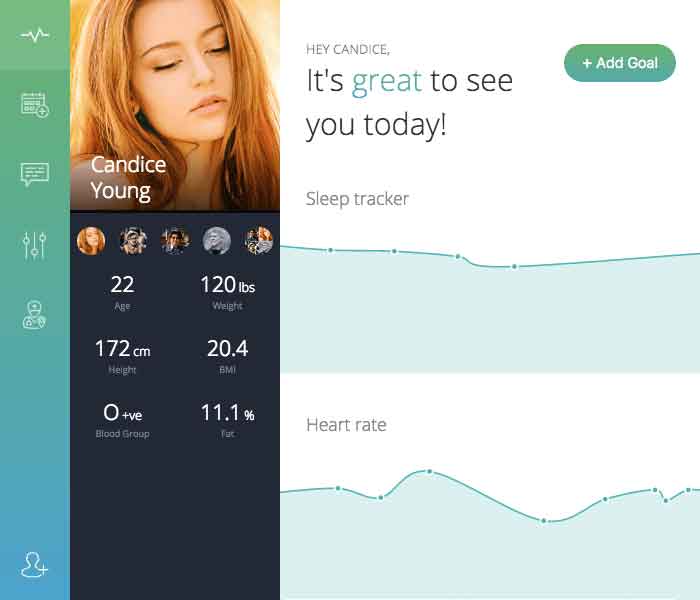 HEY CANDICE,
It's great to see
you today!
+ Add Goal
Candice
Young
22
Age
120 lbs
Weight
172 cm
Height
20.4
BMI
O +ve
Blood Group
11.1 %
Fat
Sleep tracker
Heart rate